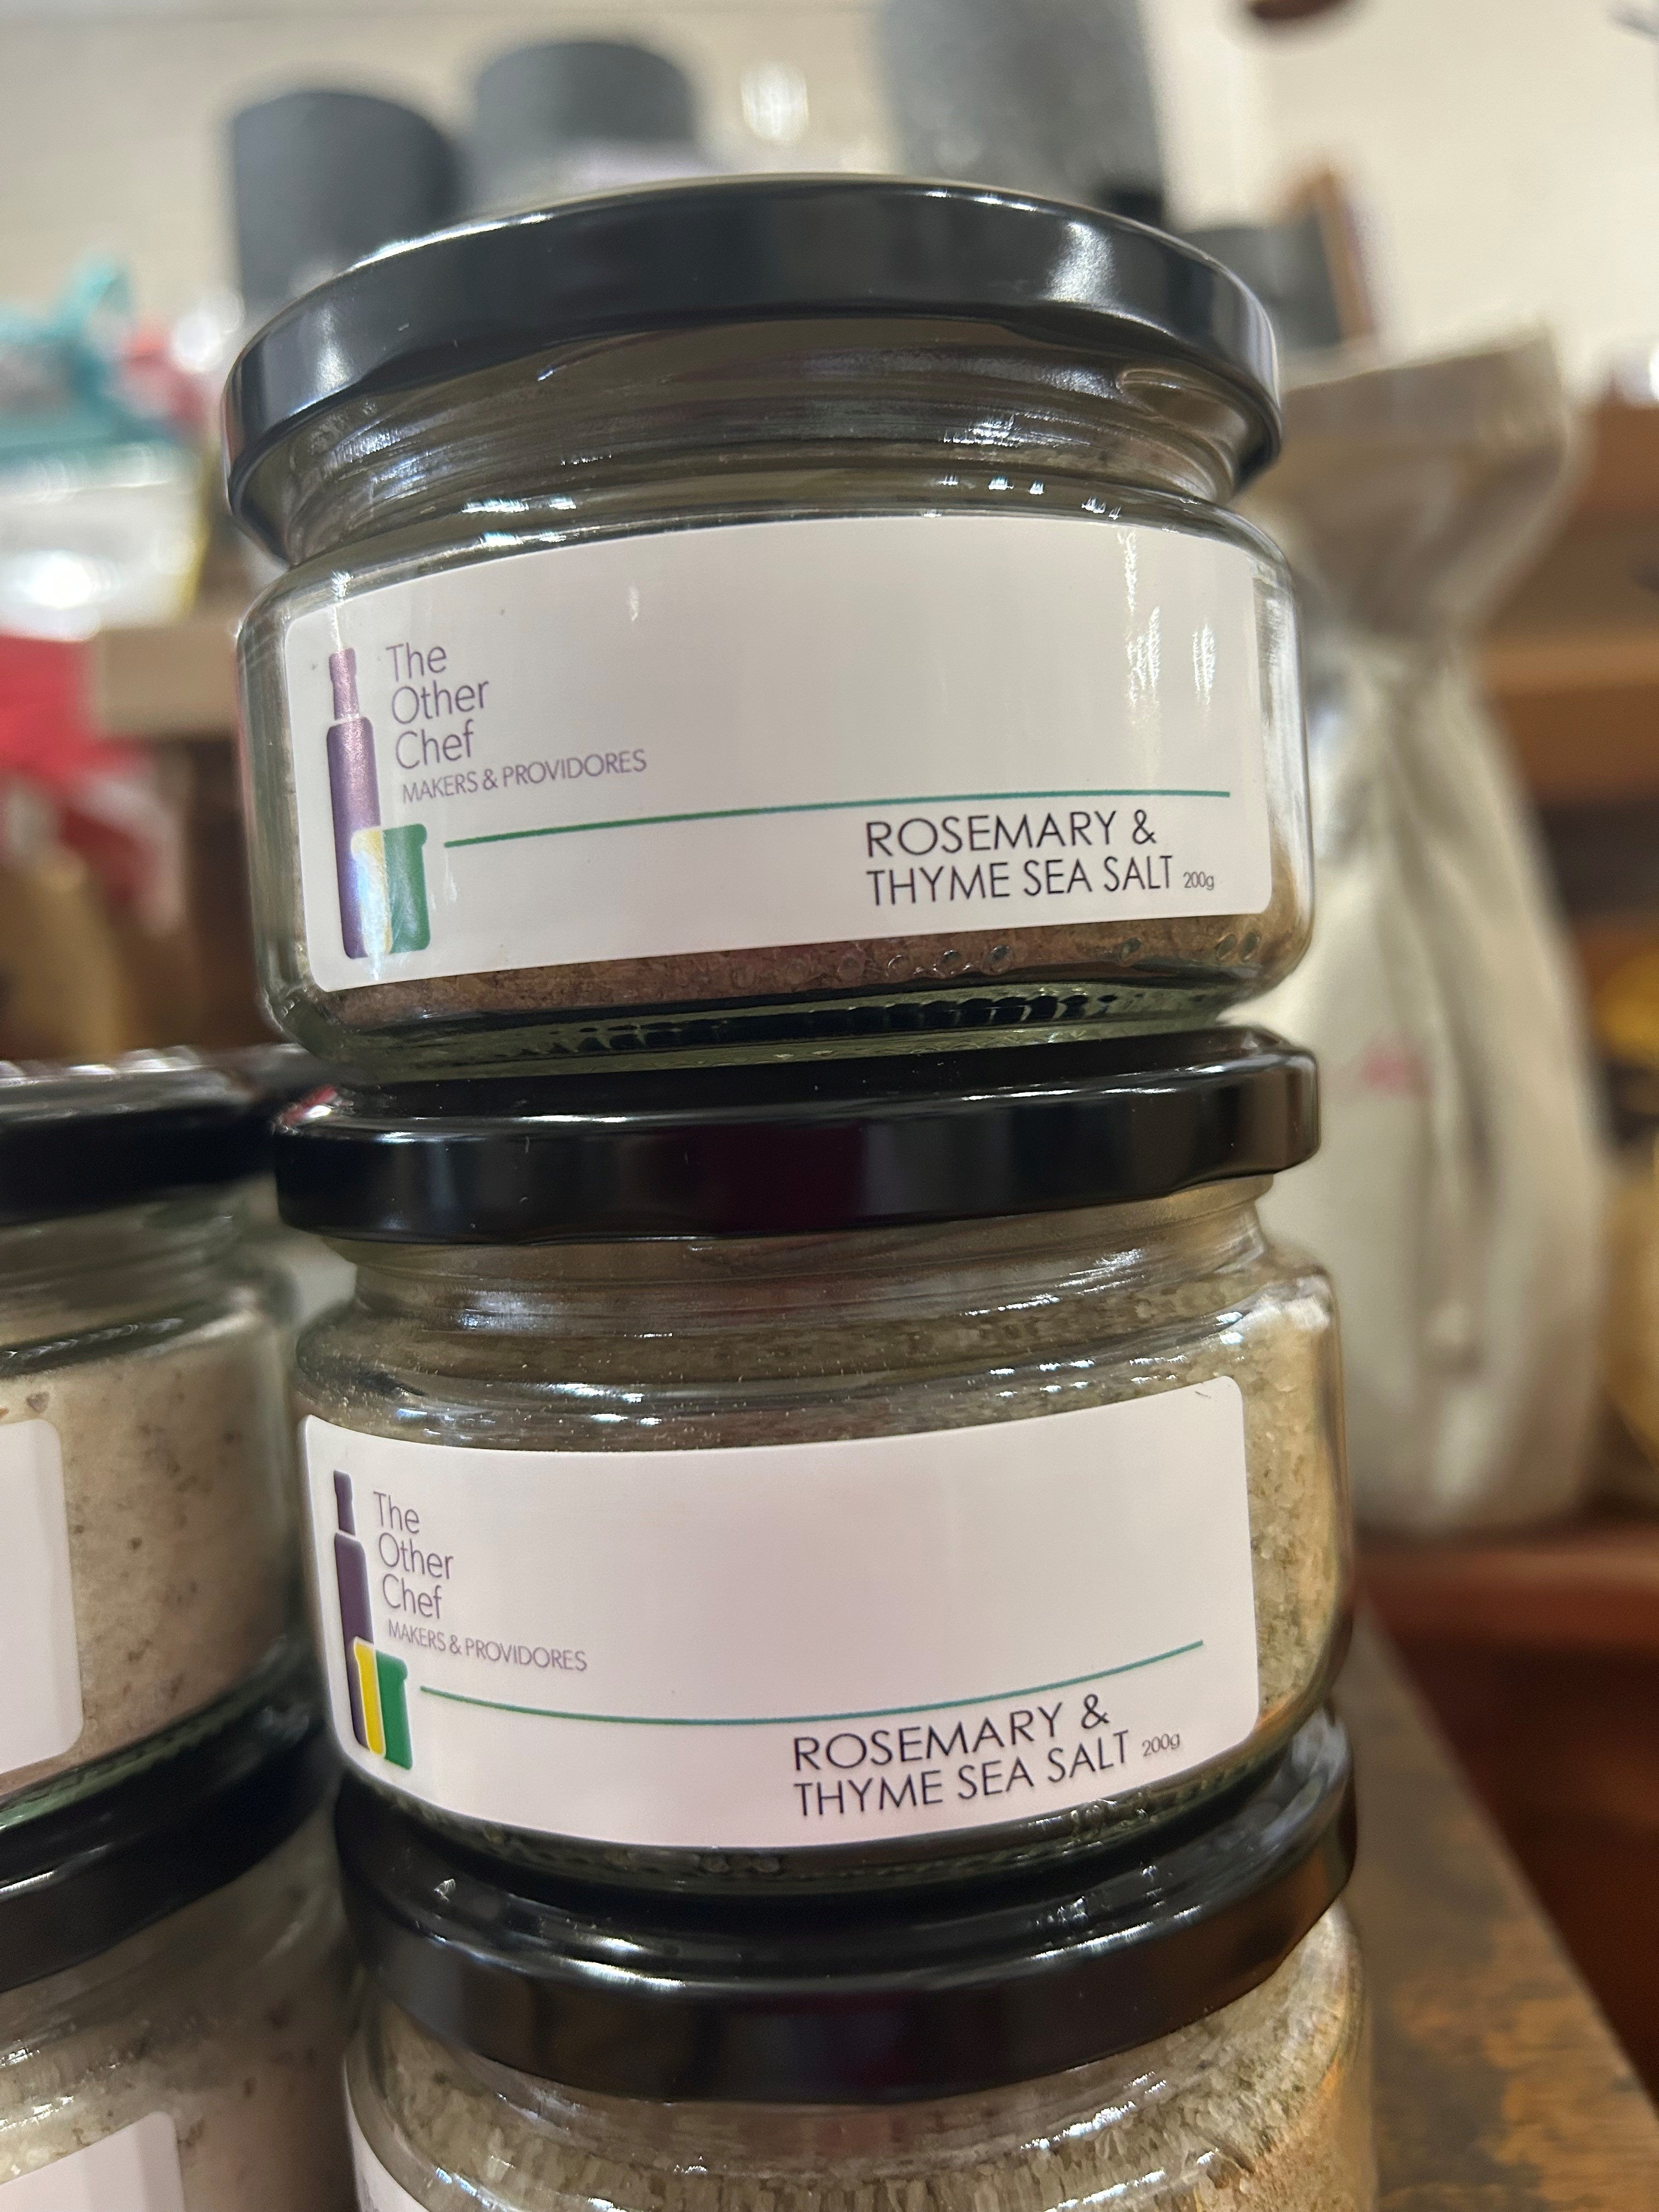 The
Other
Chef
MAKERS & PROVIDORES
ROSEMARY &
THYME SEA SALT 200g
The
Other
Chef
MAKERS & PROVIDORES
ROSEMARY &
THYME SEA SALT 200g